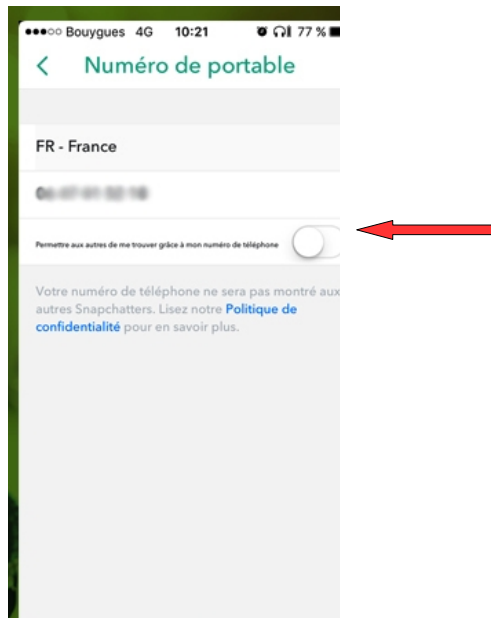 Bouygues 4G 10:21 77 %
Numéro de portable
FR - France
Permettre aux autres de me trouver grâce à mon numéro de téléphone
Votre numéro de téléphone ne sera pas montré aux
autres Snapchatters. Lisez notre Politique de
confidentialité pour en savoir plus.